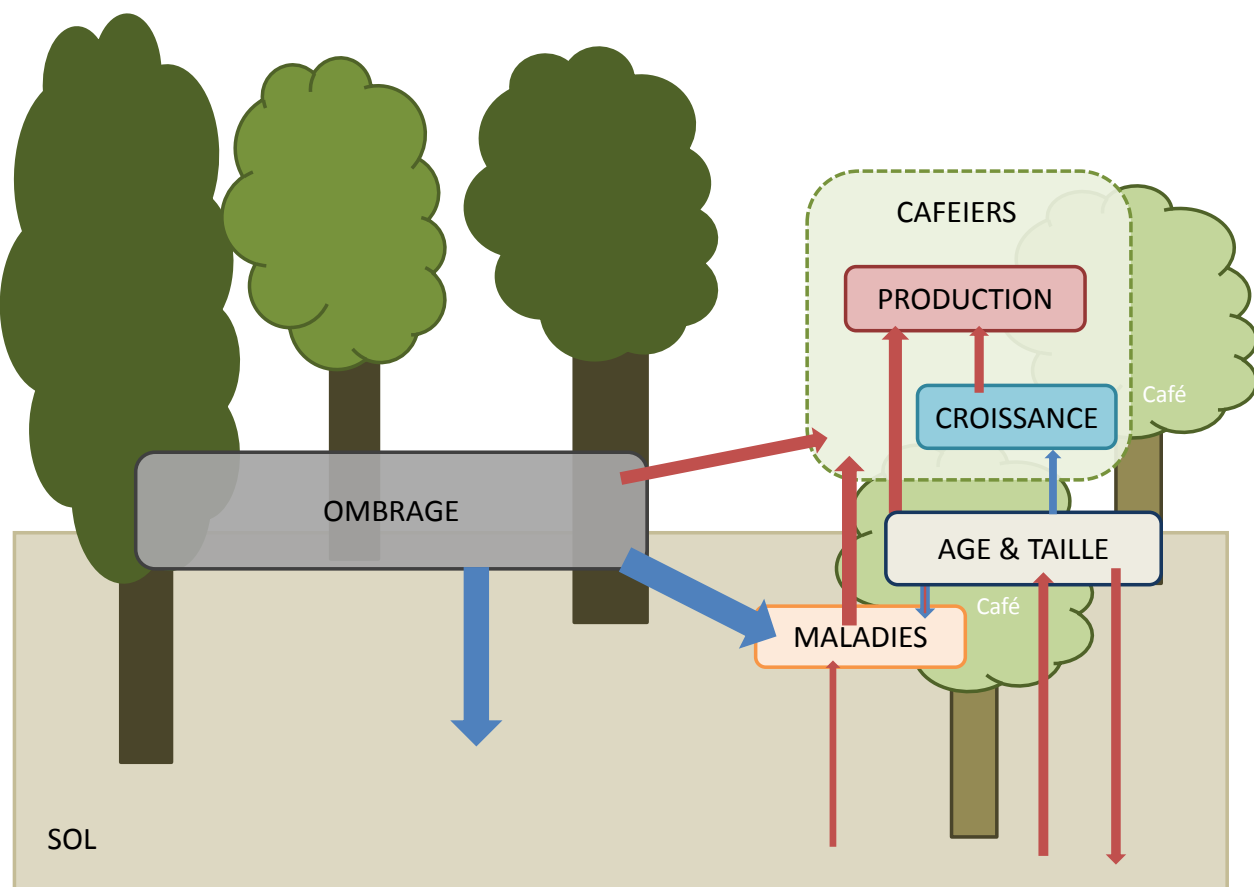 CAFEIERS
PRODUCTION
Café
CROISSANCE
OMBRAGE
AGE & TAILLE
Café
MALADIES
SOL